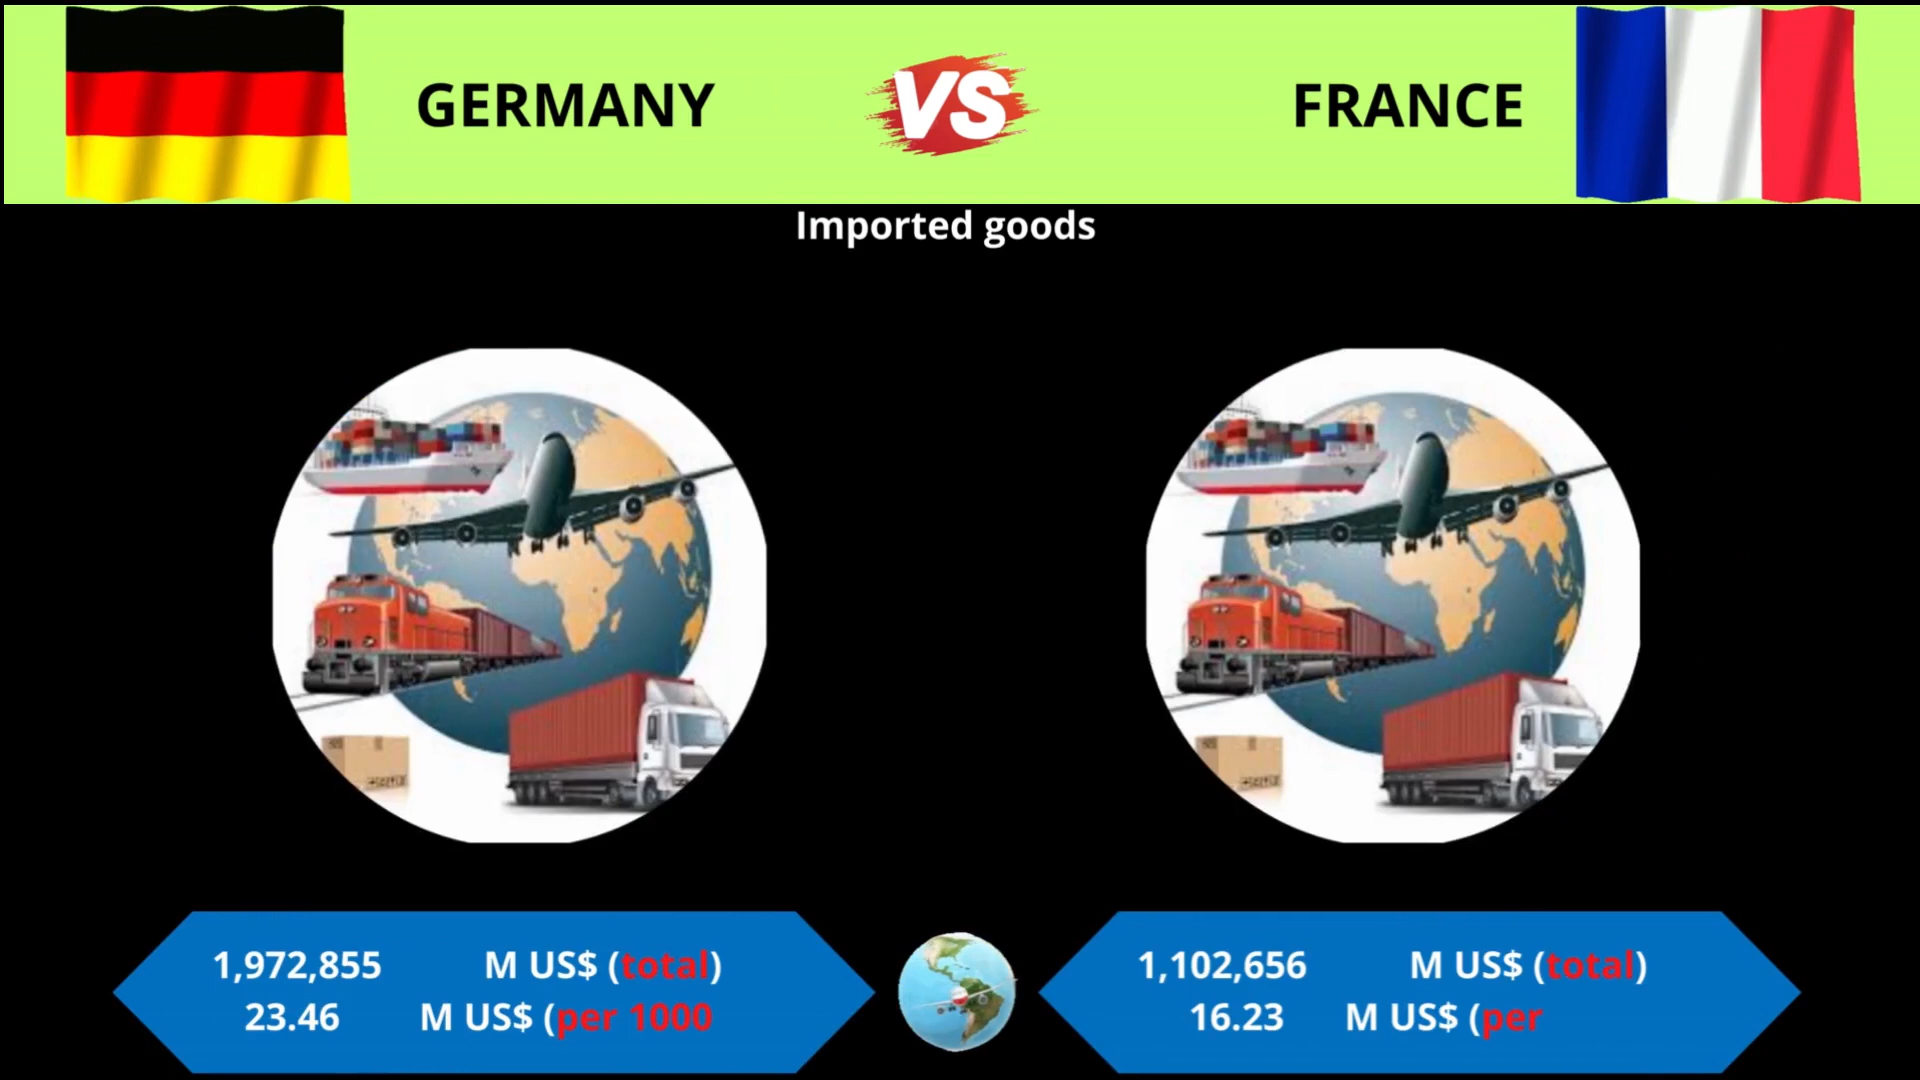 GERMANY VS FRANCE
Imported goods
1,972,855 M US$ (total)
23.46 M US$ (per 1000
1,102,656 M US$ (total)
16.23 M US$ (per